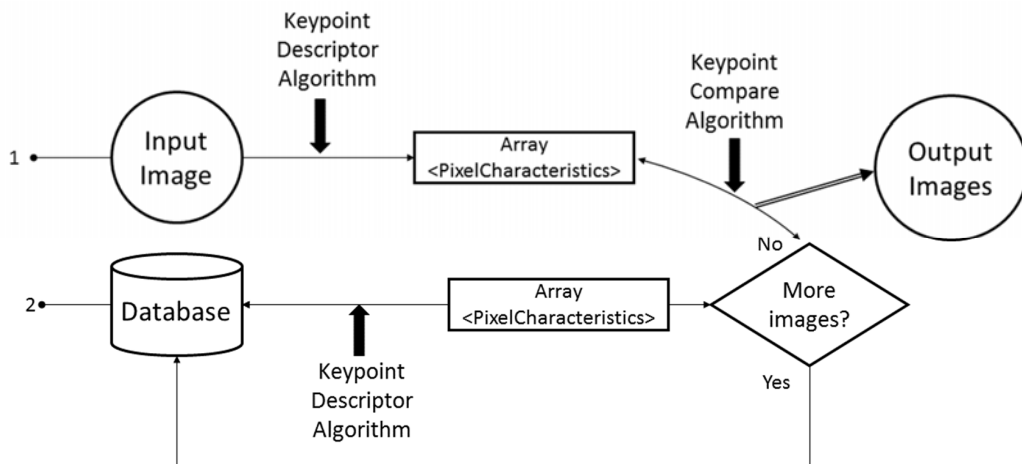 Keypoint
Descriptor
Algorithm
Keypoint
Compare
Algorithm
1
Input
Image
Array
<PixelCharacteristics>
Output
Images
No
2
Database
Array
<PixelCharacteristics>
More
images?
Keypoint
Descriptor
Algorithm
Yes